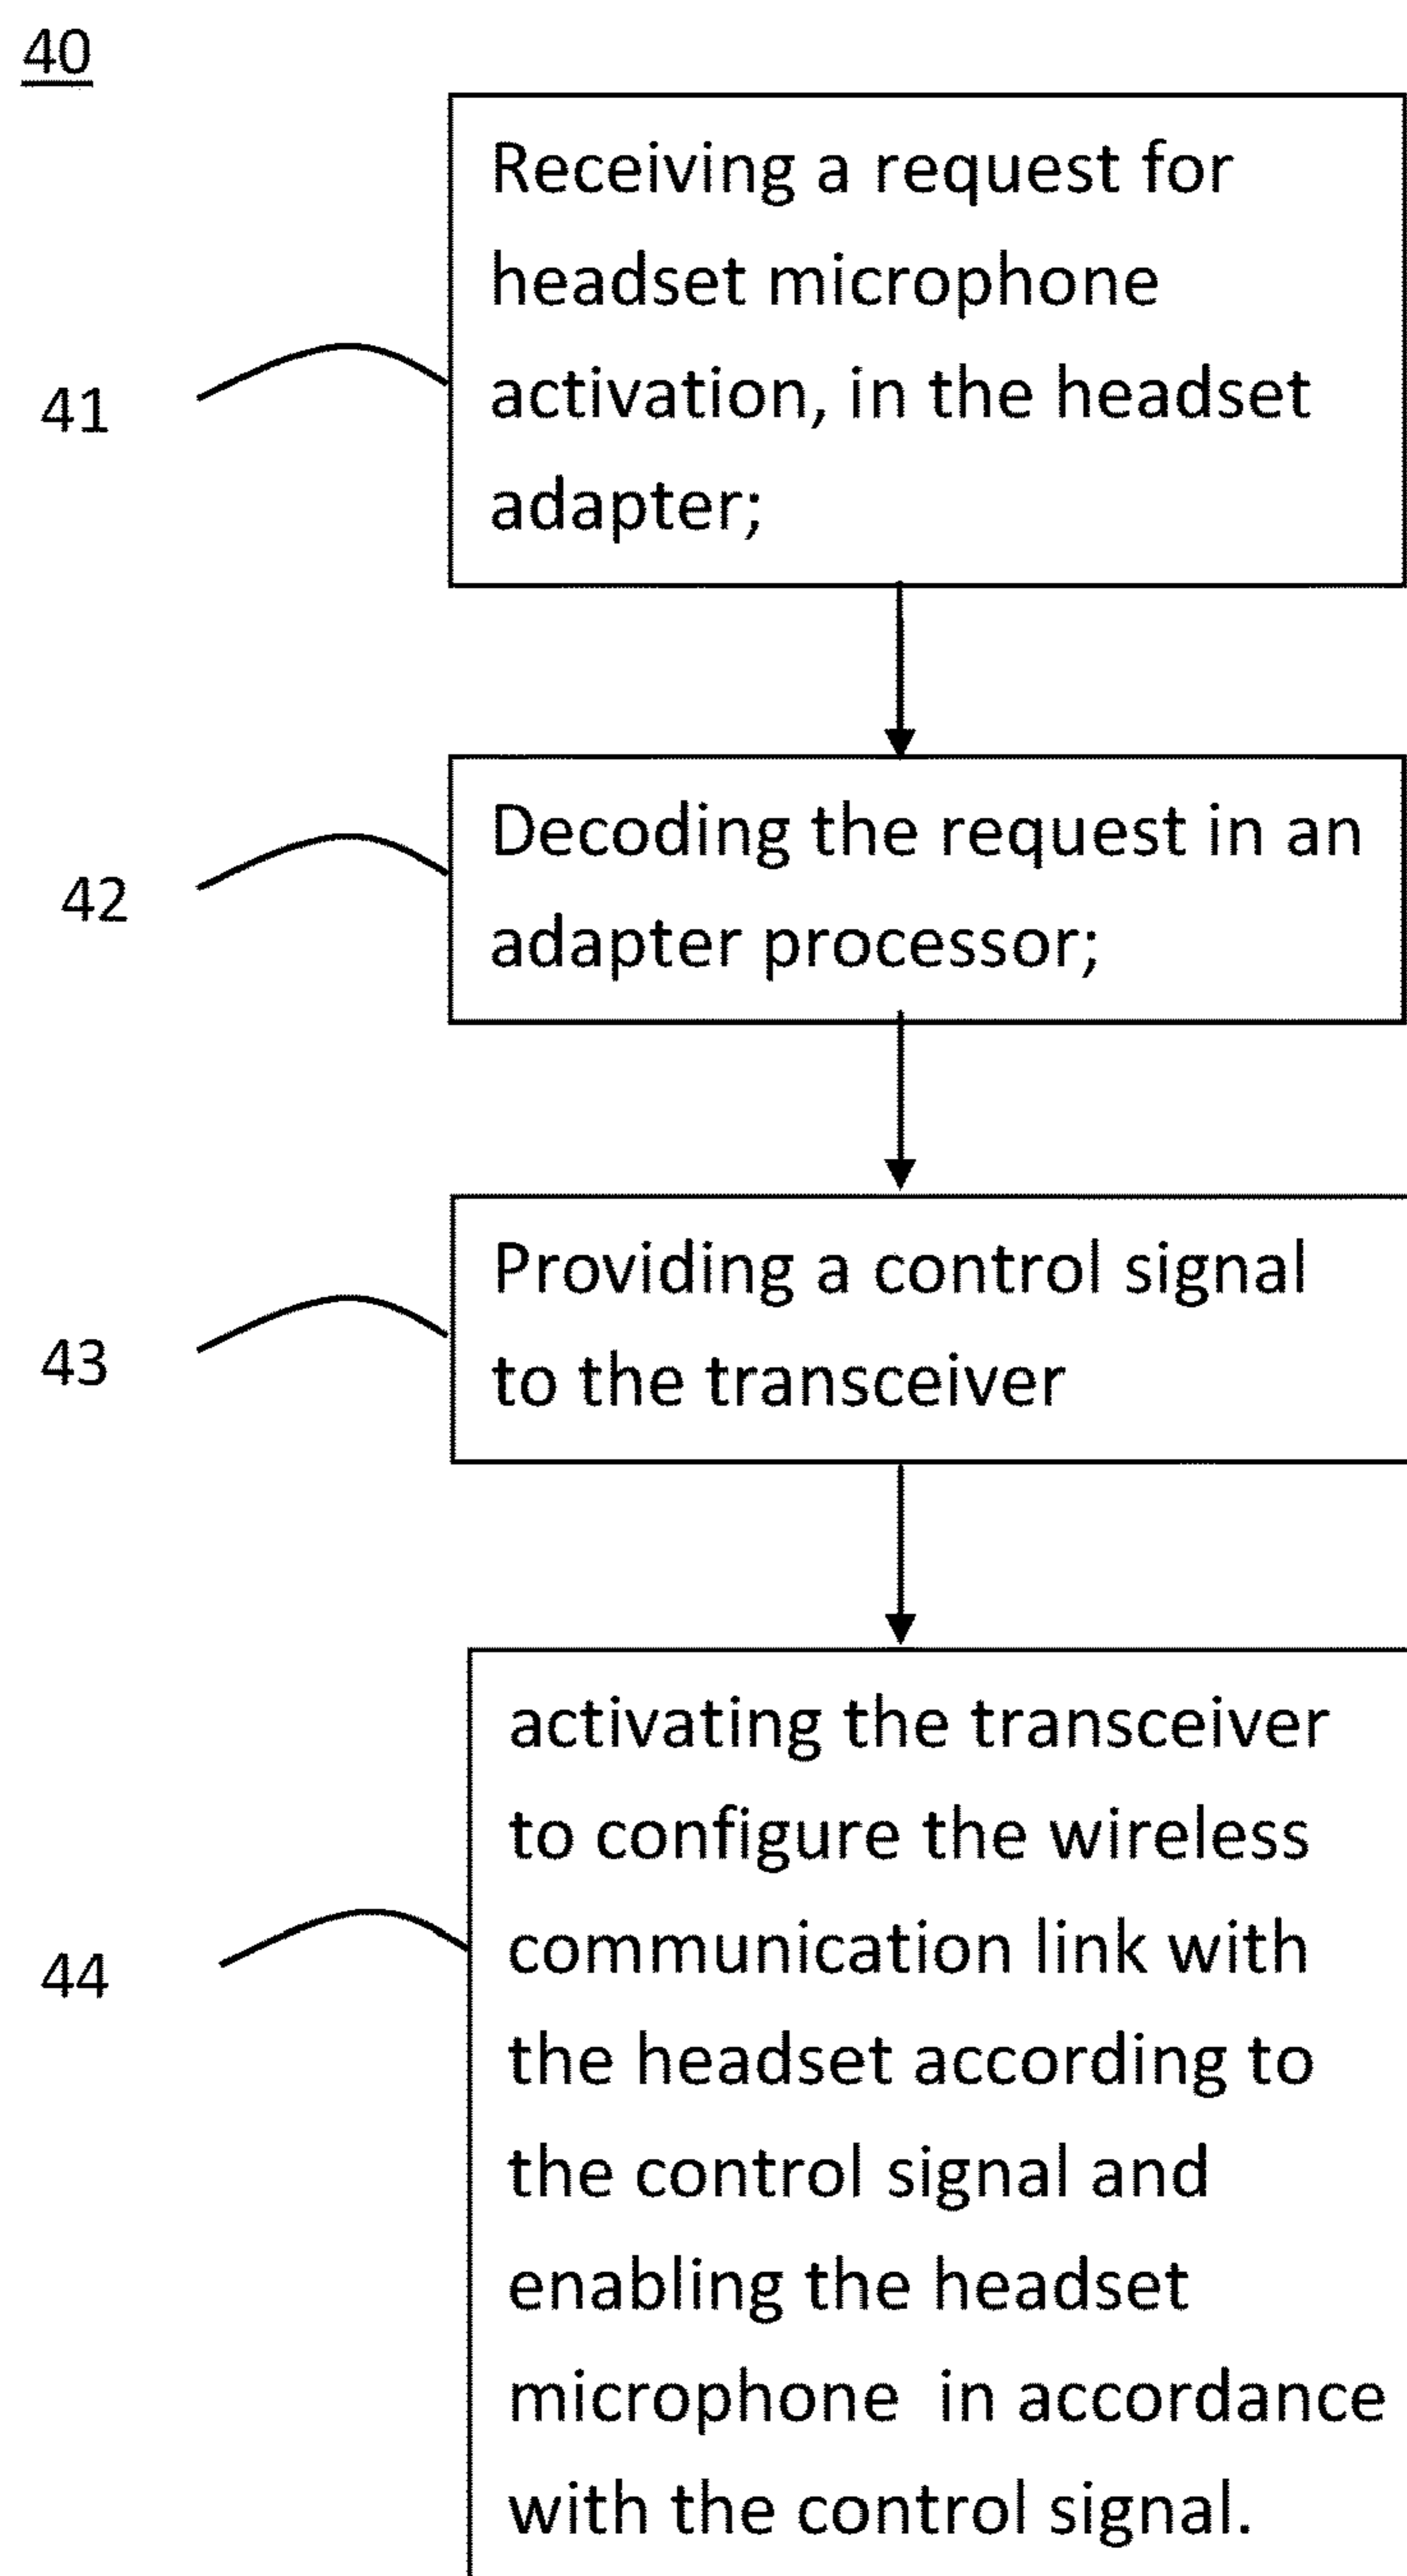 40
Receiving a request for
headset microphone
activation, in the headset
adapter;
41
Decoding the request in an
adapter processor;
42
Providing a control signal
to the transceiver
43
activating the transceiver
to configure the wireless
communication link with
the headset according to
the control signal and
enabling the headset
microphone  in accordance
with the control signal.
44